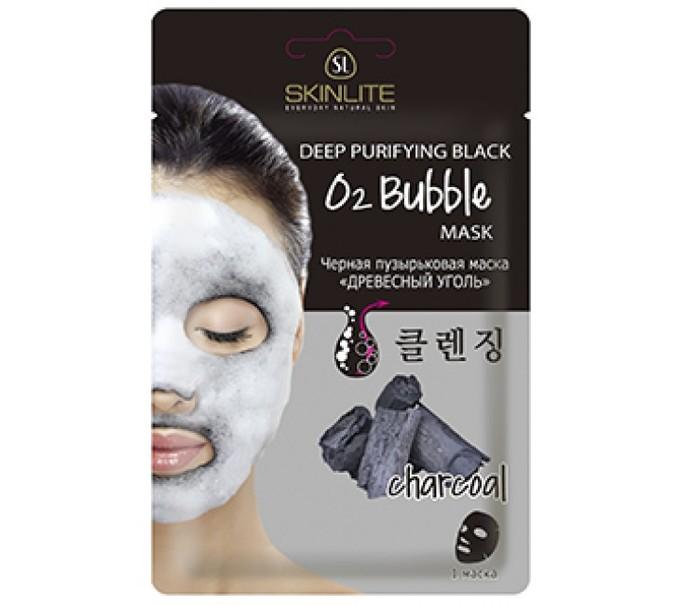 SL
SKINLITE
EVERYDAY NATURAL SKIN
DEEP PURIFYING BLACK
O2 Bubble
MASK
Черная пузырьковая маска
«ДРЕВЕСНЫЙ УГОЛЬ»
클렌징
charcoal
1 маска